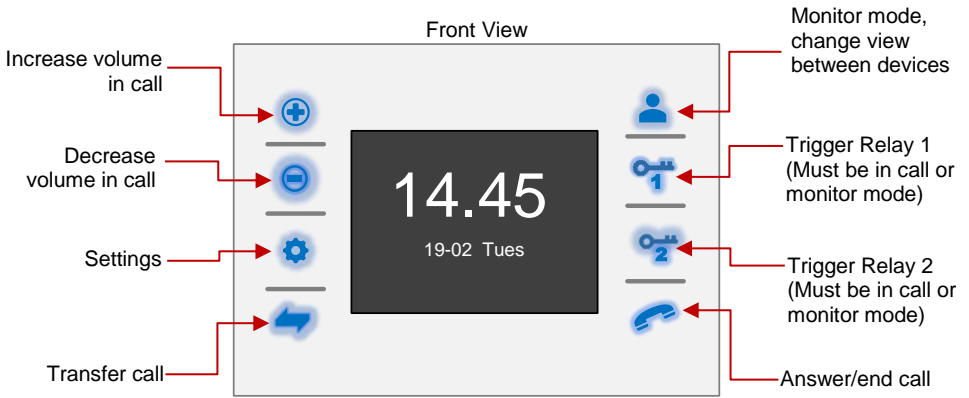 Front View
Increase volume
in call
Decrease
volume in call
Settings
Transfer call
14.45
19-02 Tues
Monitor mode,
change view
between devices
1
Trigger Relay 1
(Must be in call or
monitor mode)
2
Trigger Relay 2
(Must be in call or
monitor mode)
Answer/end call